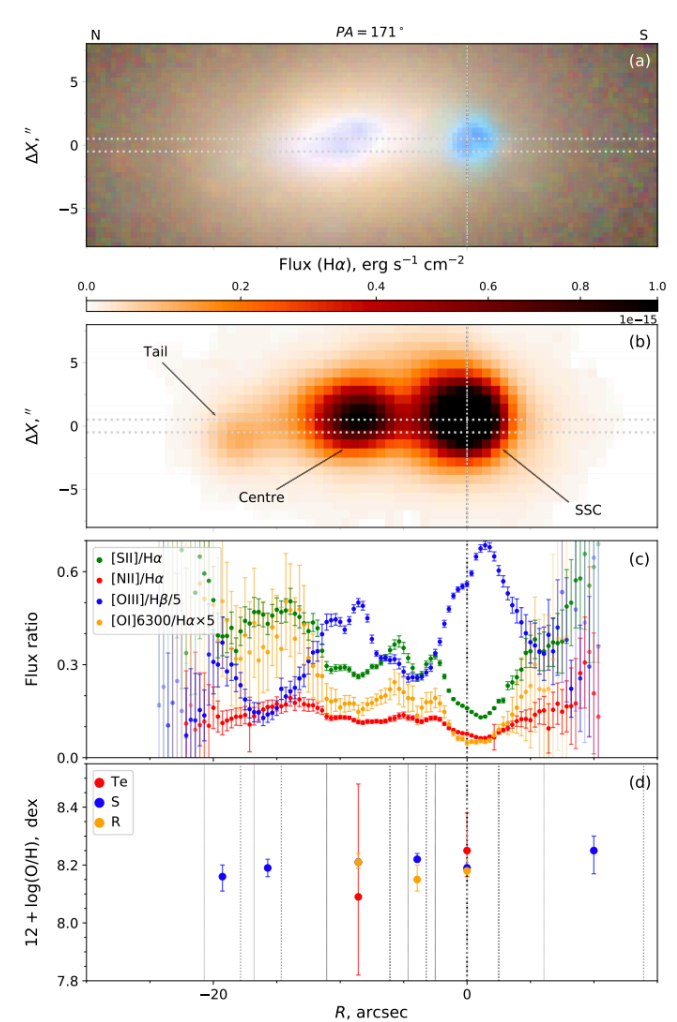 PA = 171°
N S
(a)
5
0
−5
ΔX, ″
Flux (Hα), erg s⁻¹ cm⁻²
0.0 0.2 0.4 0.6 0.8 1.0
1e−15
(b)
Tail
5
0
−5
ΔX, ″
Centre
SSC
(c)
[SII]/Hα
[NII]/Hα
[OIII]/Hβ/5
[OI]6300/Hα×5
0.6
0.3
0.0
Flux ratio
(d)
Te
S
R
8.4
8.2
8.0
7.8
12 + log(O/H), dex
−20 0
R, arcsec